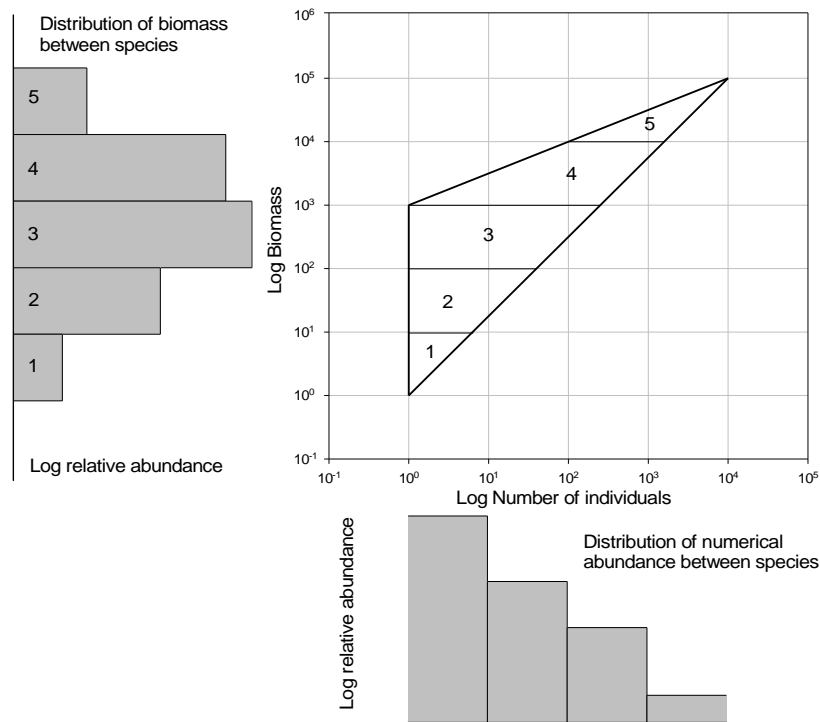 Distribution of biomass
between species
5
4
3
2
1
Log relative abundance
Log Biomass
10⁶
10⁵
10⁴
10³
10²
10¹
10⁰
10⁻¹
5
4
3
2
1
10⁻¹ 10⁰ 10¹ 10² 10³ 10⁴ 10⁵
Log Number of individuals
Log relative abundance
Distribution of numerical
abundance between species